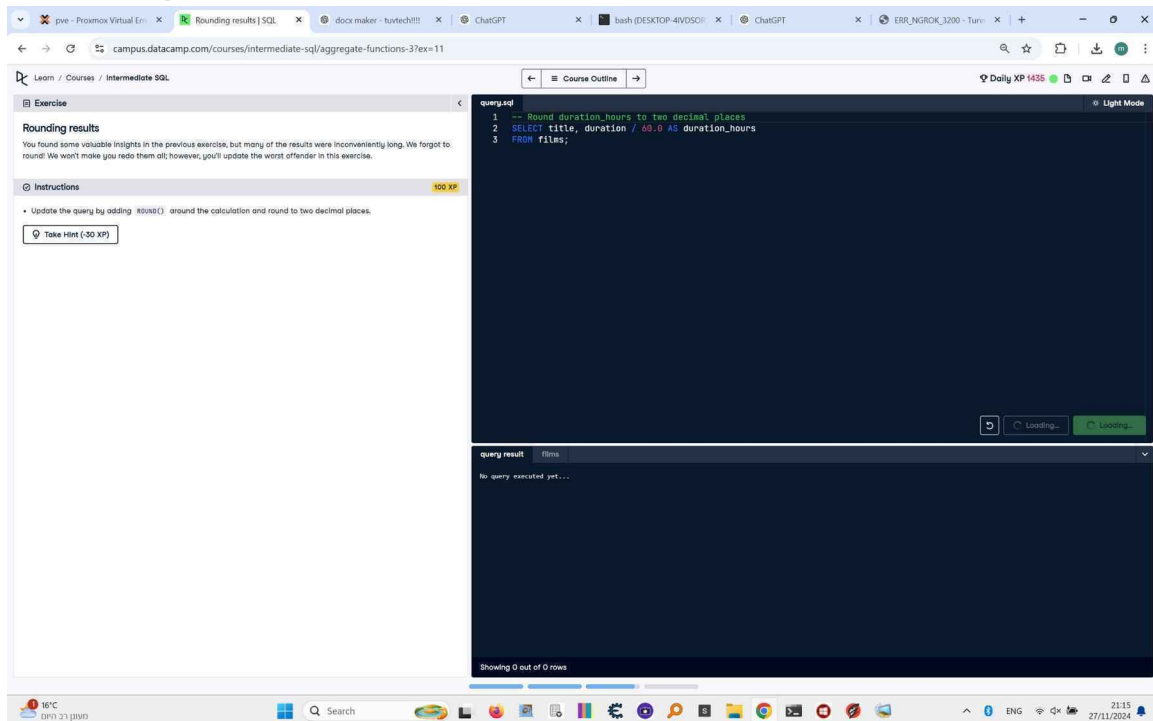 pve - Proxmox Virtual En
Rounding results | SQL
docx maker - tuvtech!!!!
ChatGPT
bash (DESKTOP-4IVDSOR
ChatGPT
ERR_NGROK_3200 - Tun
campus.datacamp.com/courses/intermediate-sql/aggregate-functions-3?ex=11
Learn / Courses / Intermediate SQL
Course Outline
Daily XP 1435
Exercise
Rounding results
You found some valuable insights in the previous exercise, but many of the results were inconveniently long. We forgot to
round! We won't make you redo them all; however, you'll update the worst offender in this exercise.
Instructions
100 XP
• Update the query by adding ROUND() around the calculation and round to two decimal places.
Take Hint (-30 XP)
query.sql
Light Mode
1 -- Round duration_hours to two decimal places
2 SELECT title, duration / 60.0 AS duration_hours
3 FROM films;
Loading...
Loading...
query result
films
No query executed yet...
Showing 0 out of 0 rows
1
16°C
מעונן רב היום
Search
ENG
21:15
27/11/2024